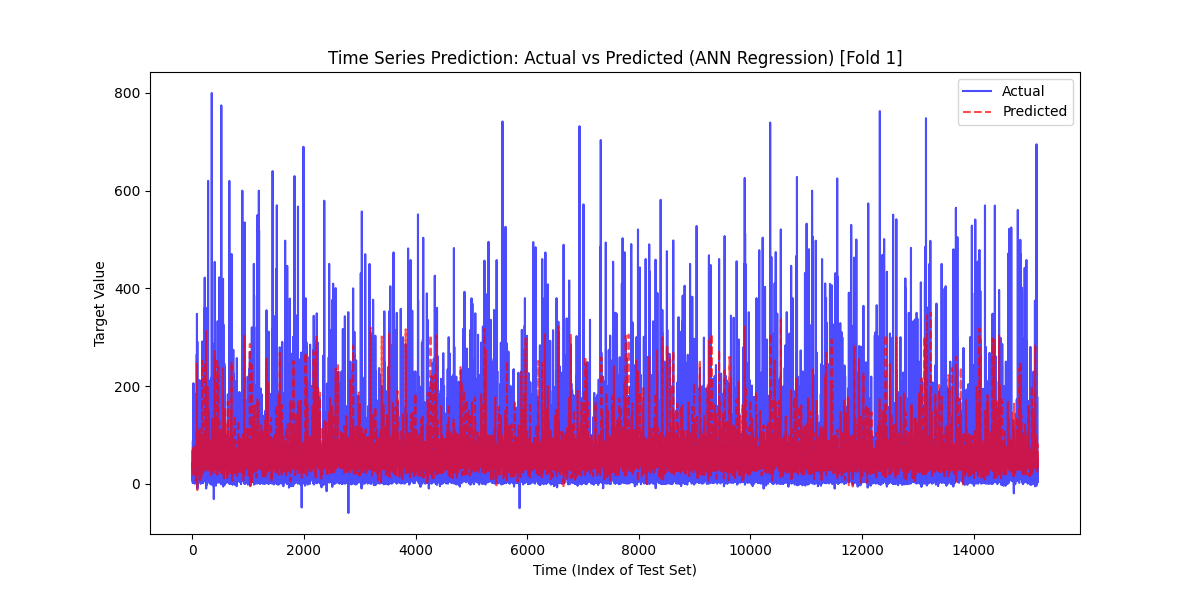 Time Series Prediction: Actual vs Predicted (ANN Regression) [Fold 1]
Actual
Predicted
Target Value
800
600
400
200
0
0 2000 4000 6000 8000 10000 12000 14000
Time (Index of Test Set)